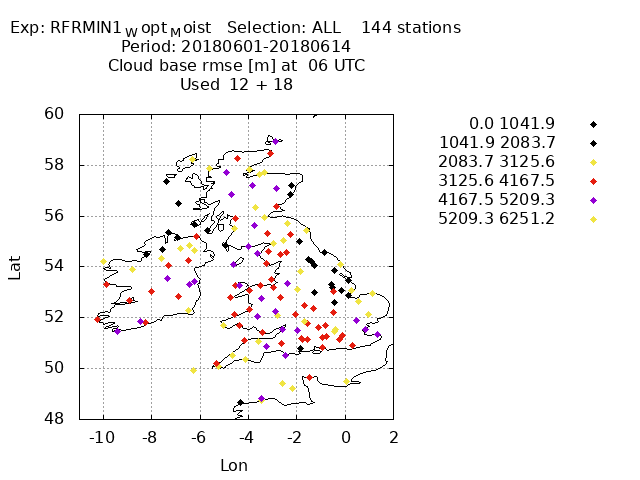 Exp: RFRMIN1WoptMoist Selection: ALL 144 stations
Period: 20180601-20180614
Cloud base rmse [m] at 06 UTC
Used 12 + 18
0.0 1041.9
1041.9 2083.7
2083.7 3125.6
3125.6 4167.5
4167.5 5209.3
5209.3 6251.2
60
58
56
54
52
50
48
Lat
-10 -8 -6 -4 -2 0 2
Lon